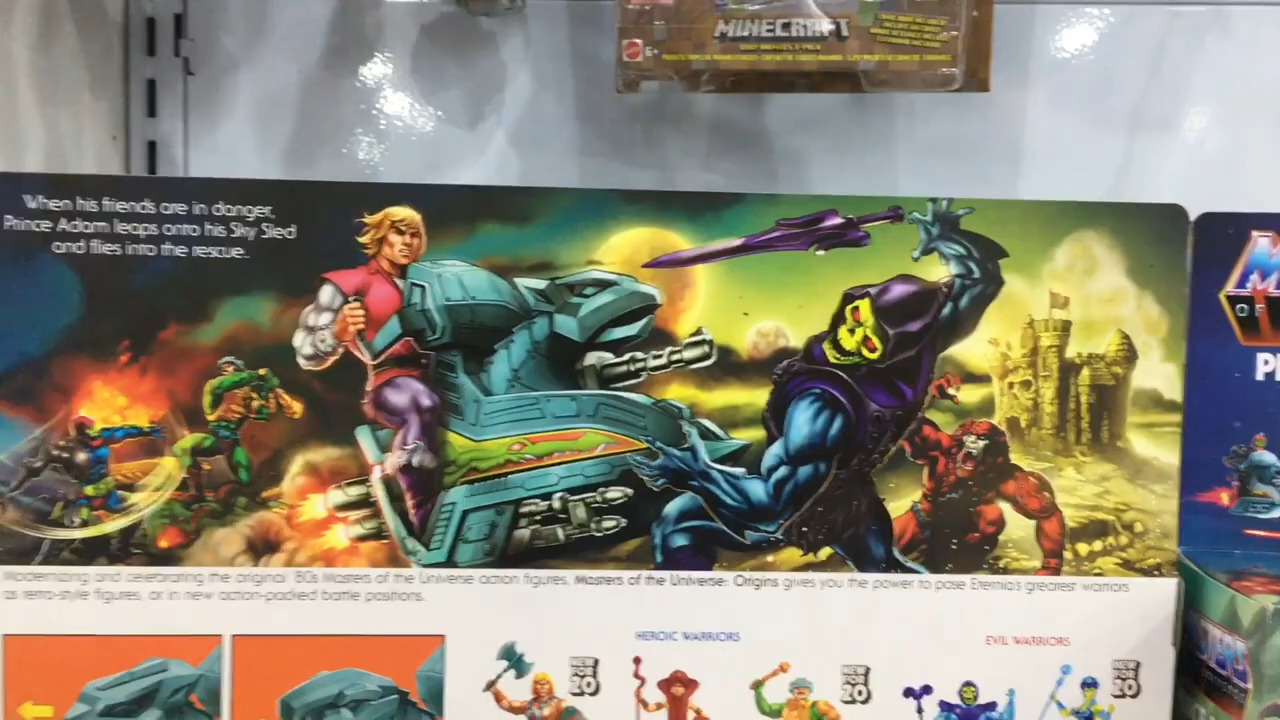 MINECRAFT
6+
When his friends are in danger,
Prince Adam leaps onto his Sky Sled
and flies into the rescue.
Modernizing and celebrating the original '80s Masters of the Universe action figures, Masters of the Universe: Origins gives you the power to pose Eternia's greatest warriors
as retro-style figures, or in new action-packed battle positions.
HEROIC WARRIORS
EVIL WARRIORS
NEW FOR 20
NEW FOR 20
NEW FOR 20